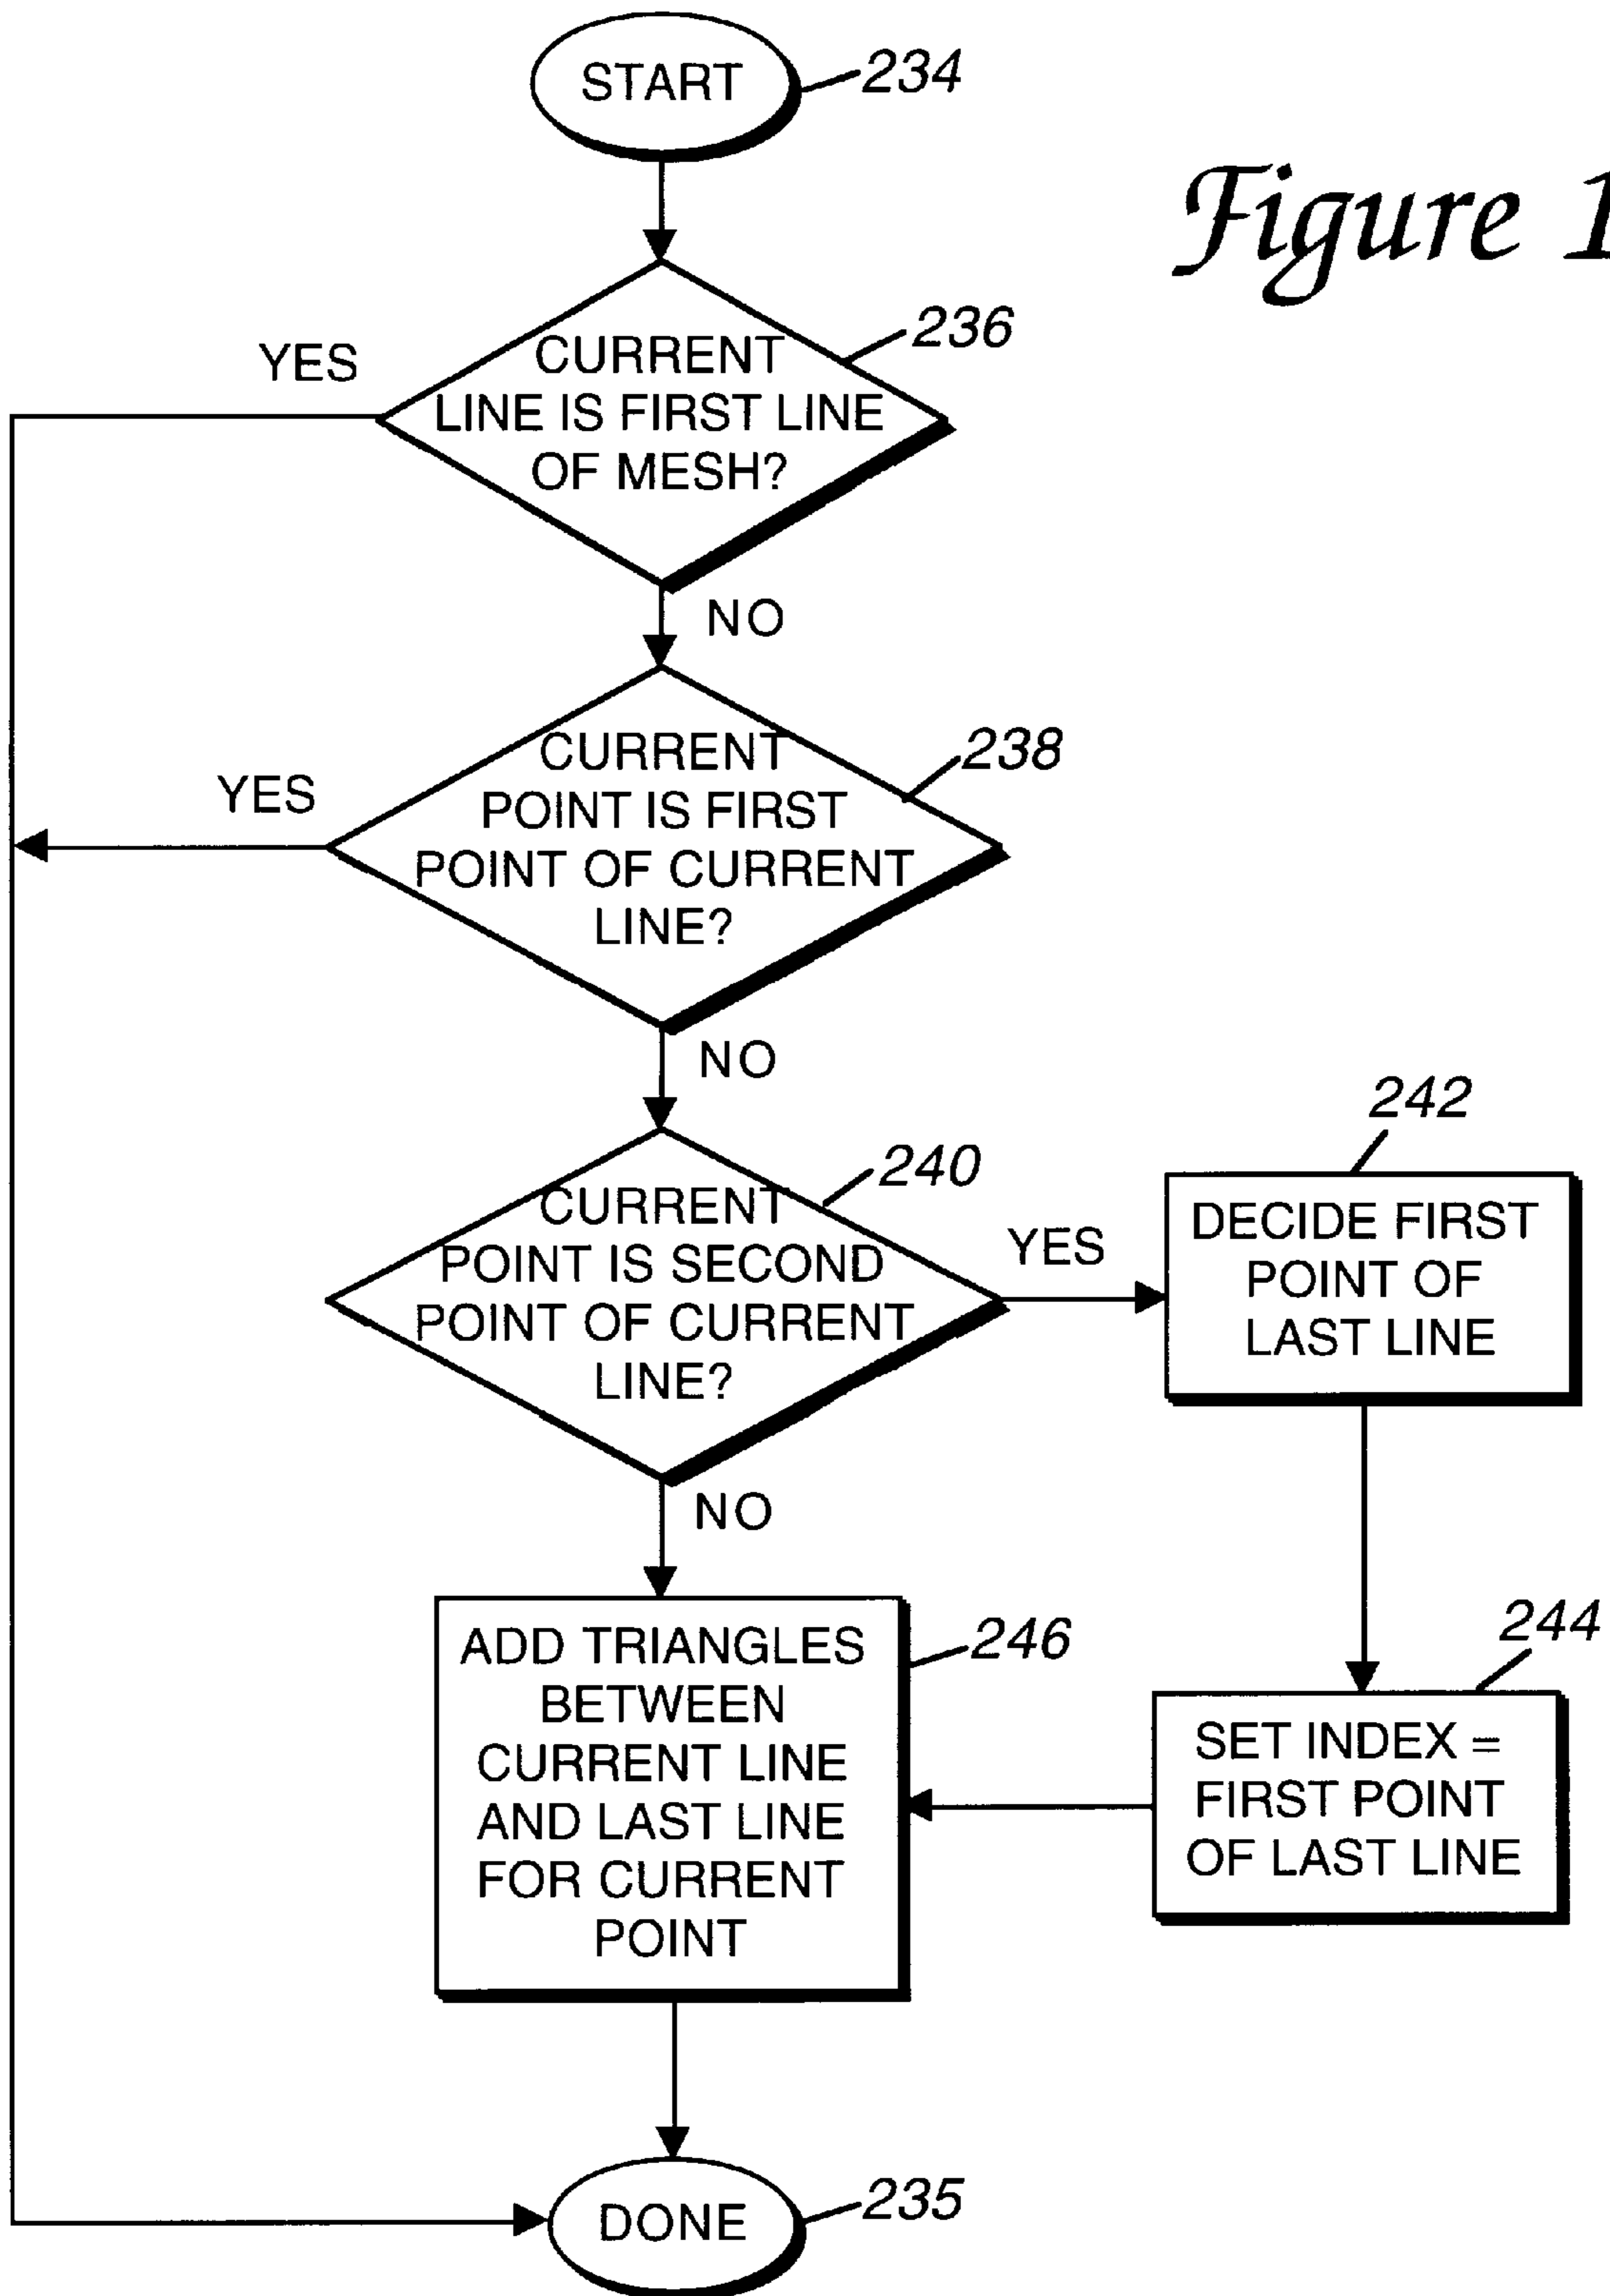 START
234
Figure 1
236
YES
CURRENT
LINE IS FIRST LINE
OF MESH?
NO
238
YES
CURRENT
POINT IS FIRST
POINT OF CURRENT
LINE?
NO
240
CURRENT
POINT IS SECOND
POINT OF CURRENT
LINE?
YES
242
DECIDE FIRST
POINT OF
LAST LINE
NO
244
SET INDEX =
FIRST POINT
OF LAST LINE
246
ADD TRIANGLES
BETWEEN
CURRENT LINE
AND LAST LINE
FOR CURRENT
POINT
DONE
235